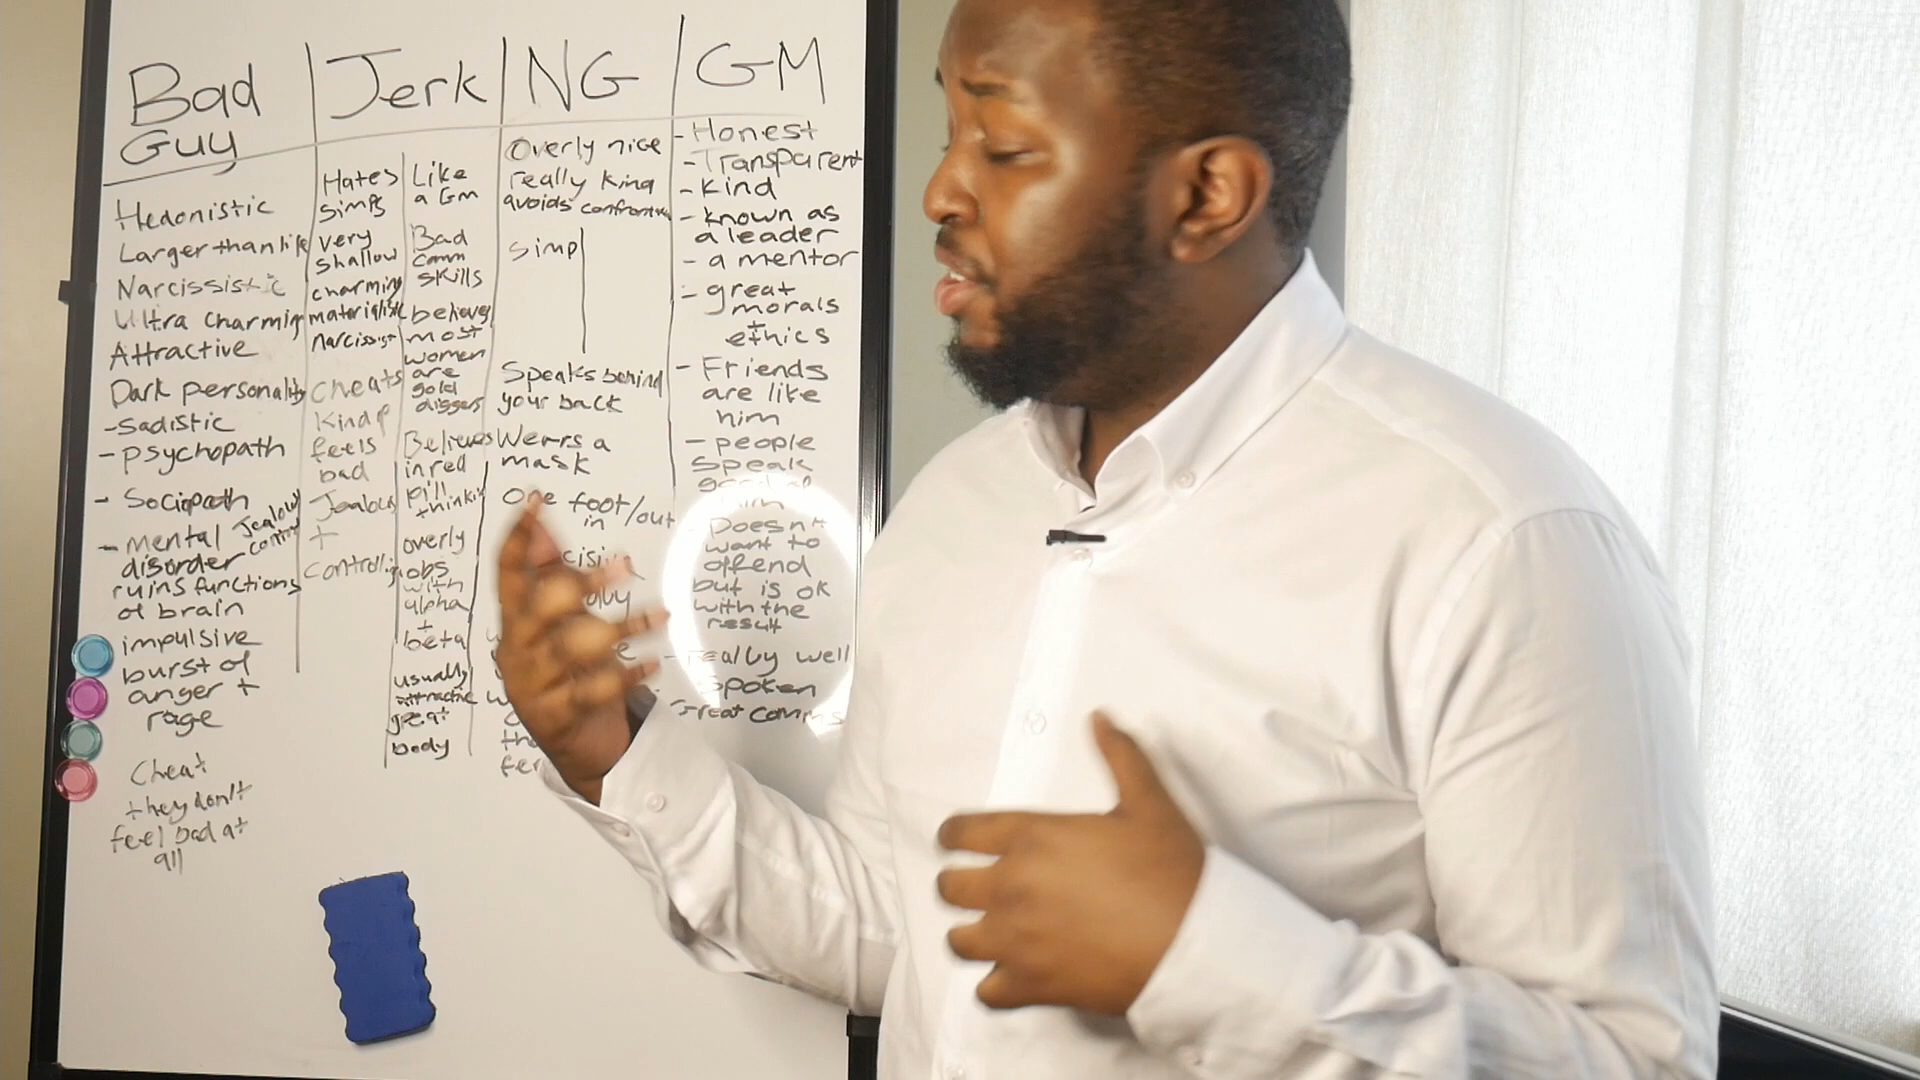 Bad
Guy
Hedonistic
Larger than life
Narcissistic
Ultra charming
Attractive
Dark personality
-Sadistic
-psychopath
- Sociopath
- mental
disorder
Jealous
control
ruins functions
of brain
impulsive
burst of
anger +
rage
Cheat
they don't
feel bad at
all
Jerk
Hates
simps
very
shallow
charming
materialistic
narcissist
cheats
kinda
feels
bad
Jealous
+
controlling
Like
a Gm
Bad
comm
skills
believes
most
women
are
gold
diggers
Believes
in red
pill
thinking
overly
obs
with
alpha
+
beta
usually
attractive
great
body
NG
Overly nice
really kind
avoids confrontation
simp
Speaks behind
your back
Wears a
mask
one foot
in/out
GM
- Honest
- Transparent
- kind
- known as
a leader
- a mentor
- great
morals
+
ethics
- Friends
are like
him
- people
speak
good of
him
Doesn't
want to
offend
but is ok
with the
result
- really well
spoken
Great comms